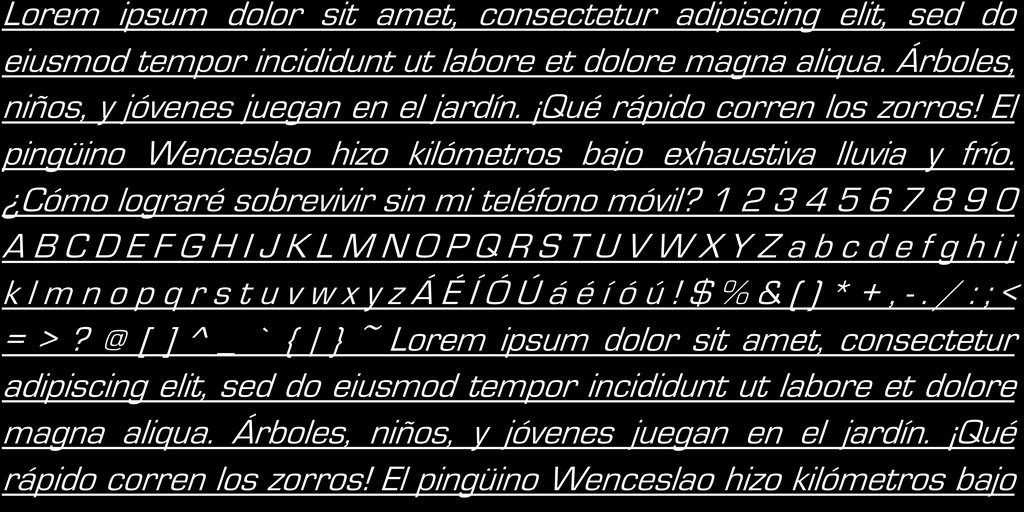 Lorem ipsum dolor sit amet, consectetur adipiscing elit, sed do
eiusmod tempor incididunt ut labore et dolore magna aliqua. Árboles,
niños, y jóvenes juegan en el jardín. ¡Qué rápido corren los zorros! El
pingüino Wenceslao hizo kilómetros bajo exhaustiva lluvia y frío.
¿Cómo lograré sobrevivir sin mi teléfono móvil? 1 2 3 4 5 6 7 8 9 0
A B C D E F G H I J K L M N O P Q R S T U V W X Y Z a b c d e f g h i j
k l m n o p q r s t u v w x y z Á É Í Ó Ú á é í ó ú ! $ % & ( ) * + , - . / : ; <
= > ? @ [ ] ^ _ ` { | } ~ Lorem ipsum dolor sit amet, consectetur
adipiscing elit, sed do eiusmod tempor incididunt ut labore et dolore
magna aliqua. Árboles, niños, y jóvenes juegan en el jardín. ¡Qué
rápido corren los zorros! El pingüino Wenceslao hizo kilómetros bajo